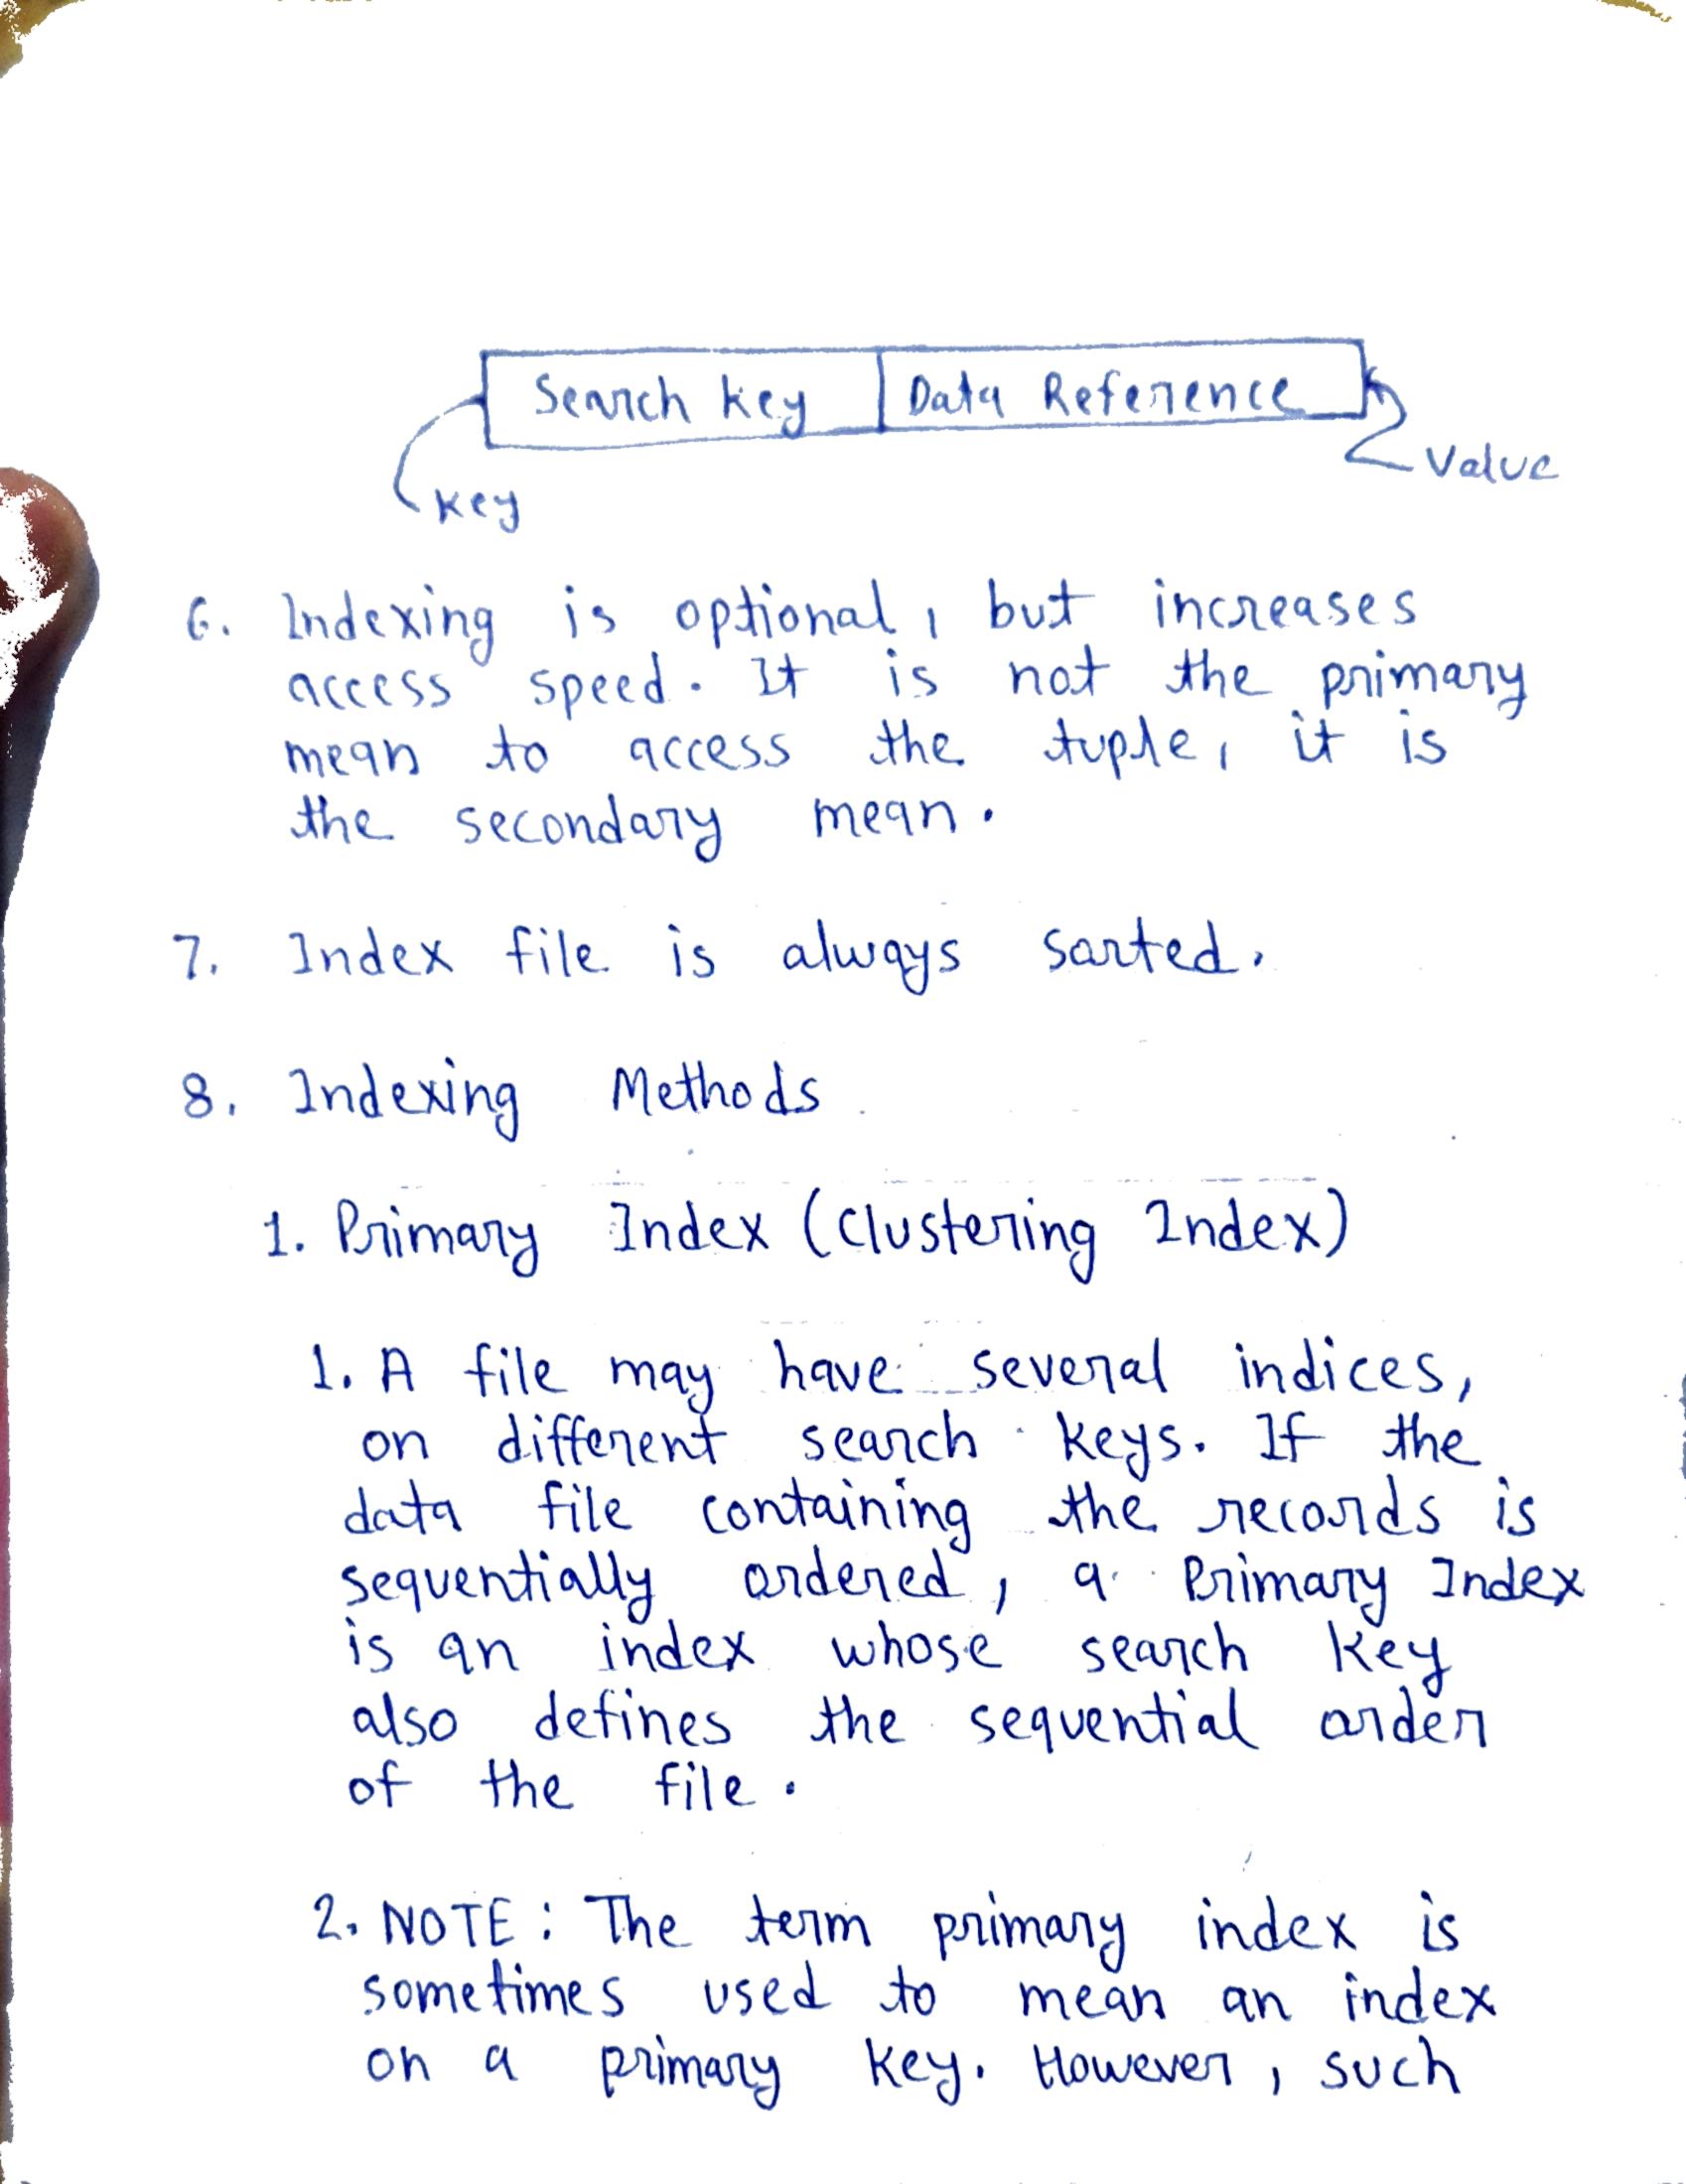 Search key Data Reference
Value
key
6. Indexing is optional, but increases
access speed. It is not the primary
mean to access the tuple, it is
the secondary mean.
7. Index file is always sorted.
8. Indexing Methods
1. Primary Index (Clustering Index)
1. A file may have several indices,
on different search keys. If the
data file containing the records is
sequentially ordered, a Primary Index
is an index whose search key
also defines the sequential order
of the file.
2. NOTE: The term primary index is
sometimes used to mean an index
on a primary key. However, such